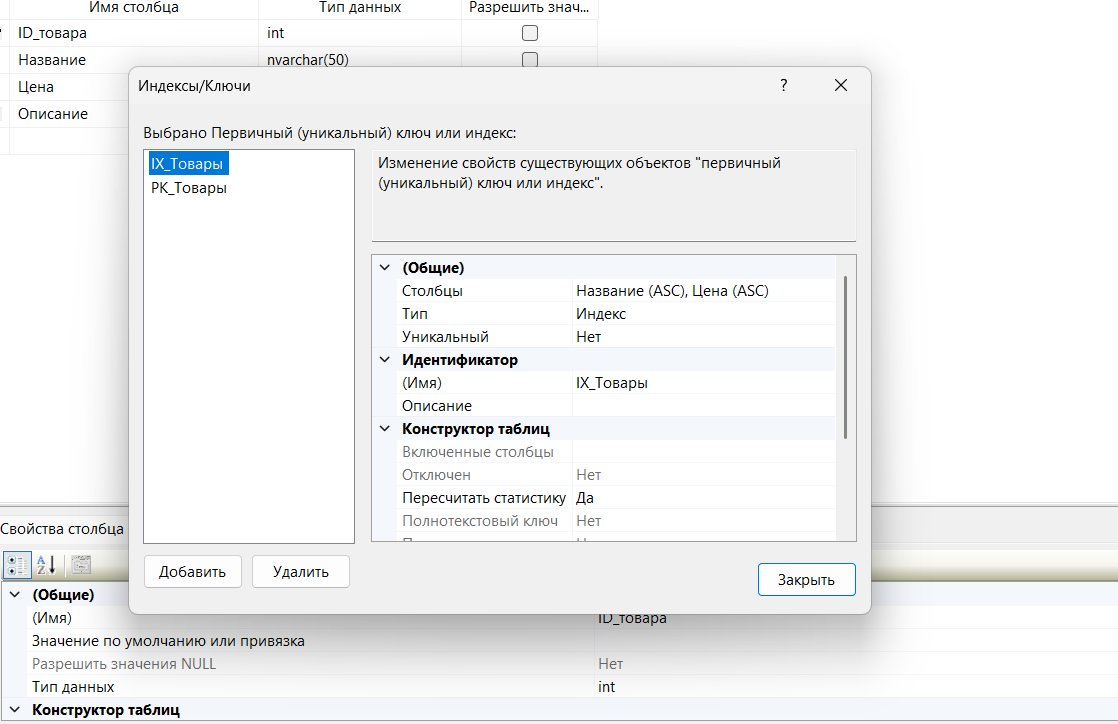 Имя столбца Тип данных Разрешить знач...
ID_товара int
Название nvarchar(50)
Цена
Описание
Индексы/Ключи ?
Выбрано Первичный (уникальный) ключ или индекс:
IX_Товары
PK_Товары
Изменение свойств существующих объектов "первичный
(уникальный) ключ или индекс".
(Общие)
Столбцы Название (ASC), Цена (ASC)
Тип Индекс
Уникальный Нет
Идентификатор
(Имя) IX_Товары
Описание
Конструктор таблиц
Включенные столбцы
Отключен Нет
Пересчитать статистику Да
Полнотекстовый ключ Нет
Добавить Удалить
Закрыть
Свойства столбца
(Общие)
(Имя) ID_товара
Значение по умолчанию или привязка
Разрешить значения NULL Нет
Тип данных int
Конструктор таблиц